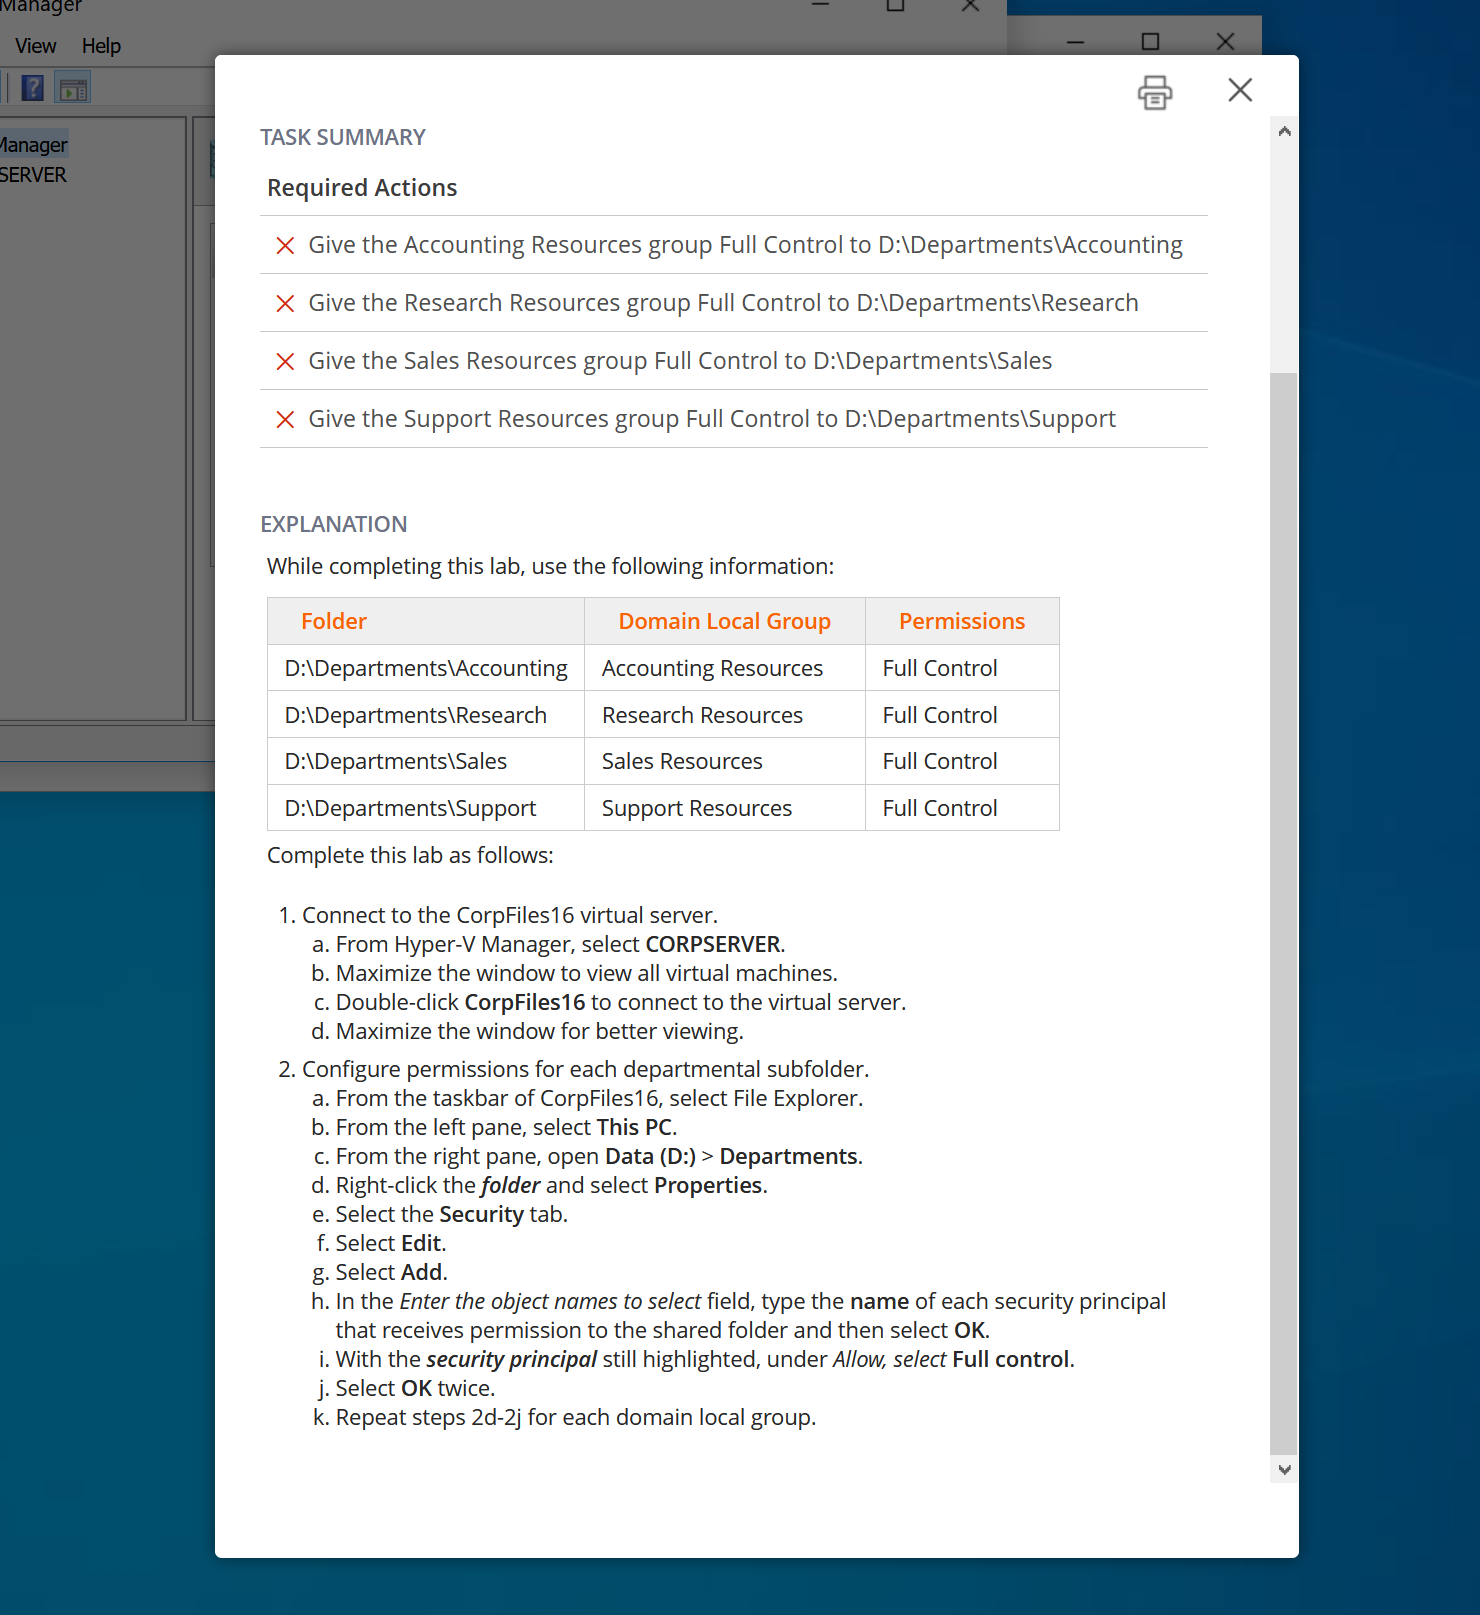 Manager
View Help
Manager
SERVER
TASK SUMMARY
Required Actions
Give the Accounting Resources group Full Control to D:\Departments\Accounting
Give the Research Resources group Full Control to D:\Departments\Research
Give the Sales Resources group Full Control to D:\Departments\Sales
Give the Support Resources group Full Control to D:\Departments\Support
EXPLANATION
While completing this lab, use the following information:
Folder Domain Local Group Permissions
D:\Departments\Accounting Accounting Resources Full Control
D:\Departments\Research Research Resources Full Control
D:\Departments\Sales Sales Resources Full Control
D:\Departments\Support Support Resources Full Control
Complete this lab as follows:
1. Connect to the CorpFiles16 virtual server.
a. From Hyper-V Manager, select CORPSERVER.
b. Maximize the window to view all virtual machines.
c. Double-click CorpFiles16 to connect to the virtual server.
d. Maximize the window for better viewing.
2. Configure permissions for each departmental subfolder.
a. From the taskbar of CorpFiles16, select File Explorer.
b. From the left pane, select This PC.
c. From the right pane, open Data (D:) > Departments.
d. Right-click the folder and select Properties.
e. Select the Security tab.
f. Select Edit.
g. Select Add.
h. In the Enter the object names to select field, type the name of each security principal
that receives permission to the shared folder and then select OK.
i. With the security principal still highlighted, under Allow, select Full control.
j. Select OK twice.
k. Repeat steps 2d-2j for each domain local group.